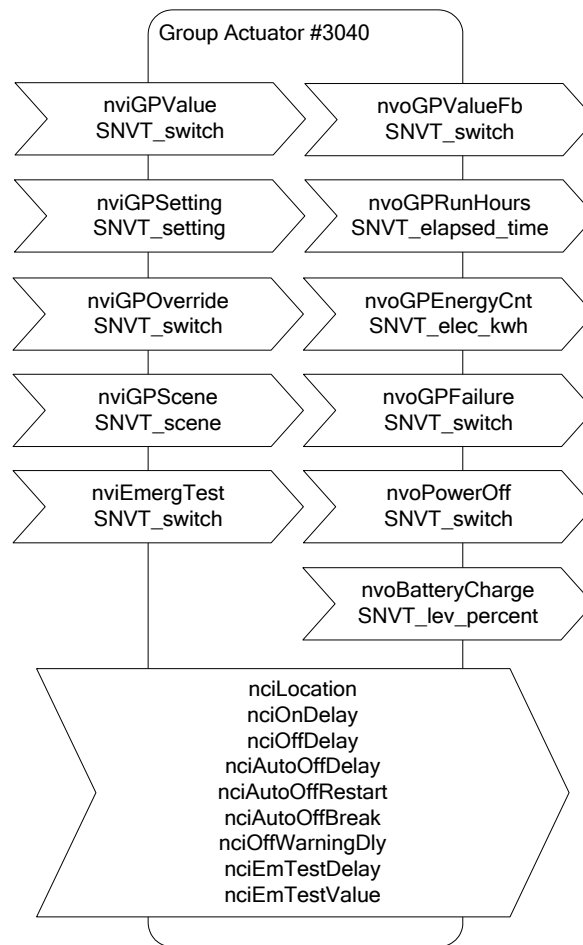 Group Actuator #3040
nviGPValue
SNVT_switch
nvoGPValueFb
SNVT_switch
nviGPSetting
SNVT_setting
nvoGPRunHours
SNVT_elapsed_time
nviGPOverride
SNVT_switch
nvoGPEnergyCnt
SNVT_elec_kwh
nviGPScene
SNVT_scene
nvoGPFailure
SNVT_switch
nviEmergTest
SNVT_switch
nvoPowerOff
SNVT_switch
nvoBatteryCharge
SNVT_lev_percent
nciLocation
nciOnDelay
nciOffDelay
nciAutoOffDelay
nciAutoOffRestart
nciAutoOffBreak
nciOffWarningDly
nciEmTestDelay
nciEmTestValue